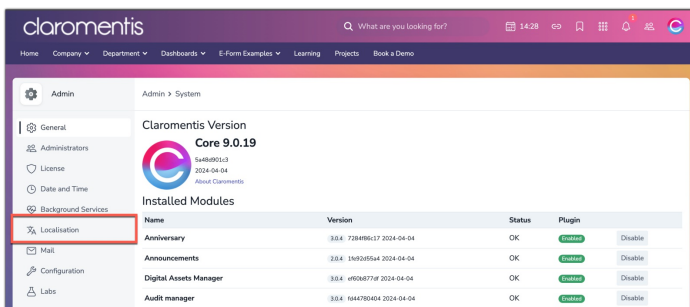 claromentis
What are you looking for?
14:28
1
Home Company Department Dashboards E-Form Examples Learning Projects Book a Demo
Admin
Admin > System
General
Administrators
License
Date and Time
Background Services
Localisation
Mail
Configuration
Labs
Claromentis Version
Core 9.0.19
5a48d901c3
2024-04-04
About Claromentis
Installed Modules
Name Version Status Plugin
Anniversary 3.0.4 7284f86c17 2024-04-04 OK Enabled Disable
Announcements 2.0.4 1fe92d55a4 2024-04-04 OK Enabled Disable
Digital Assets Manager 3.0.4 ef60b877df 2024-04-04 OK Enabled Disable
Audit manager 3.0.4 fd44780404 2024-04-04 OK Enabled Disable